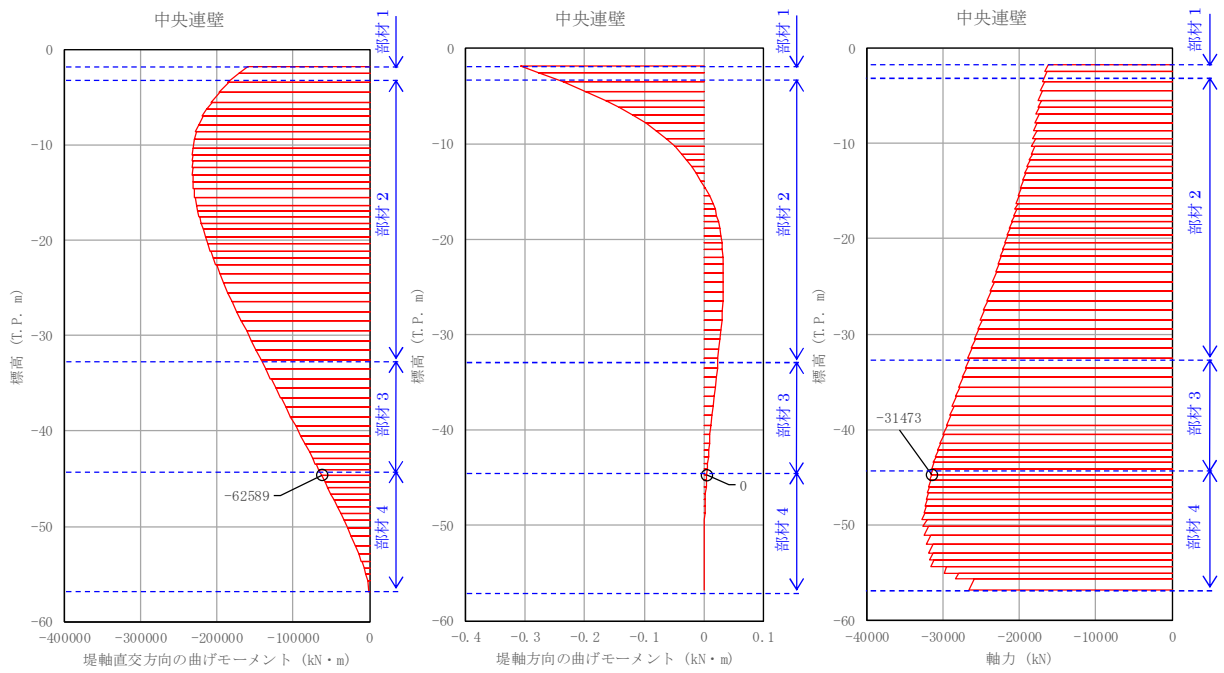 中央連壁
部材 1
部材 2
部材 3
部材 4
0
-10
-20
-30
-40
-50
-60
標高 (T.P. m)
-62589
-400000
-300000
-200000
-100000
0
堤軸直交方向の曲げモーメント (kN・m)
中央連壁
部材 1
部材 2
部材 3
部材 4
0
-10
-20
-30
-40
-50
-60
標高 (T.P. m)
0
-0.4
-0.3
-0.2
-0.1
0
0.1
堤軸方向の曲げモーメント (kN・m)
中央連壁
部材 1
部材 2
部材 3
部材 4
0
-10
-20
-30
-40
-50
-60
標高 (T.P. m)
-31473
-40000
-30000
-20000
-10000
0
軸力 (kN)